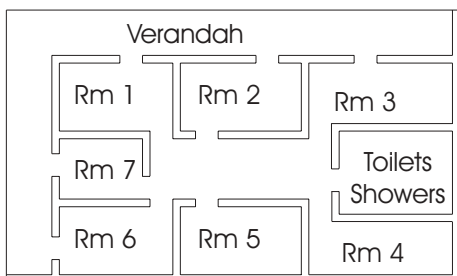 Verandah
Rm 1
Rm 2
Rm 3
Rm 7
Toilets
Showers
Rm 6
Rm 5
Rm 4